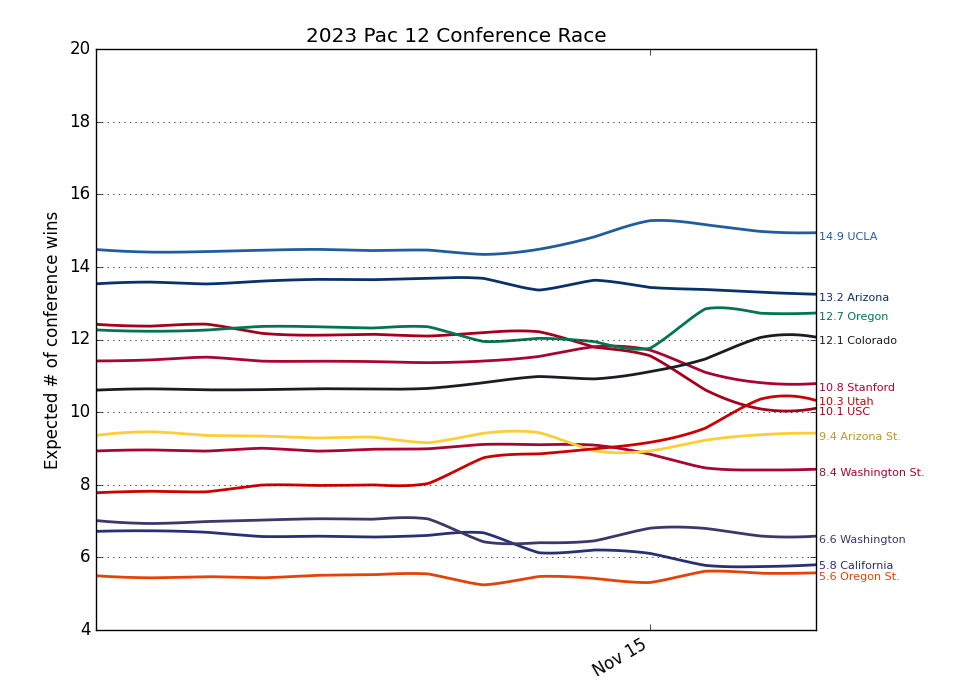 2023 Pac 12 Conference Race
Expected # of conference wins
20
18
16
14
12
10
8
6
4
14.9 UCLA
13.2 Arizona
12.7 Oregon
12.1 Colorado
10.8 Stanford
10.3 Utah
10.1 USC
9.4 Arizona St.
8.4 Washington St.
6.6 Washington
5.8 California
5.6 Oregon St.
Nov 15